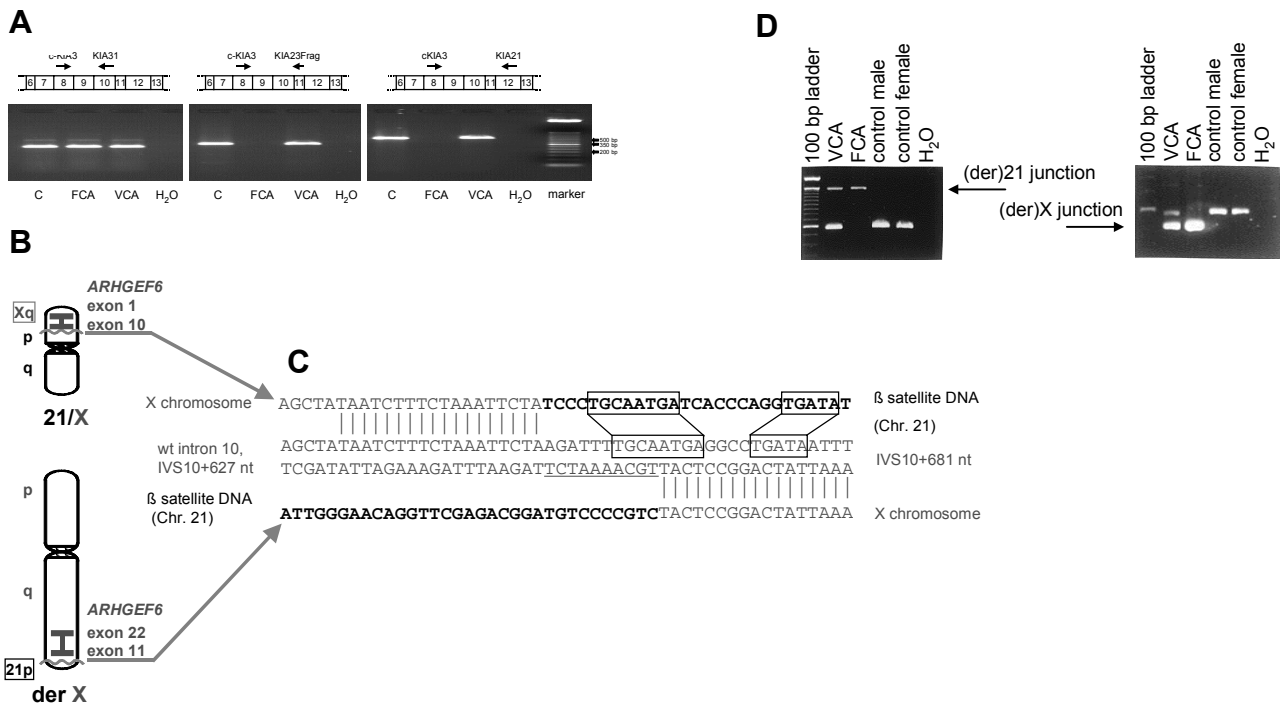 A
c-KIA3 KIA31
6 7 8 9 10 11 12 13
c-KIA3 KIA23Frag
6 7 8 9 10 11 12 13
cKIA3 KIA21
6 7 8 9 10 11 12 13
500 bp
350 bp
200 bp
C FCA VCA H2O
C FCA VCA H2O
C FCA VCA H2O marker
B
Xq
p
q
21/X
ARHGEF6
exon 1
exon 10
p
q
21p
der X
ARHGEF6
exon 22
exon 11
C
X chromosome AGCTATAATCTTTCTAAATTCTATCCCTGCAATGATCACCCAGGTGATAT ß satellite DNA
(Chr. 21)
wt intron 10,
IVS10+627 nt
AGCTATAATCTTTCTAAATTCTAAGATTTTGCAATGAGGCCTGATAATTT
TCGATATTAGAAAGATTTAAGATTCTAAAACGTTACTCCGGACTATTAAA
IVS10+681 nt
ß satellite DNA
(Chr. 21)
ATTGGGAACAGGTTCGAGACGGATGTCCCCGTCTACTCCGGACTATTAAA X chromosome
D
100 bp ladder
VCA
FCA
control male
control female
H2O
(der)21 junction
(der)X junction
100 bp ladder
VCA
FCA
control male
control female
H2O